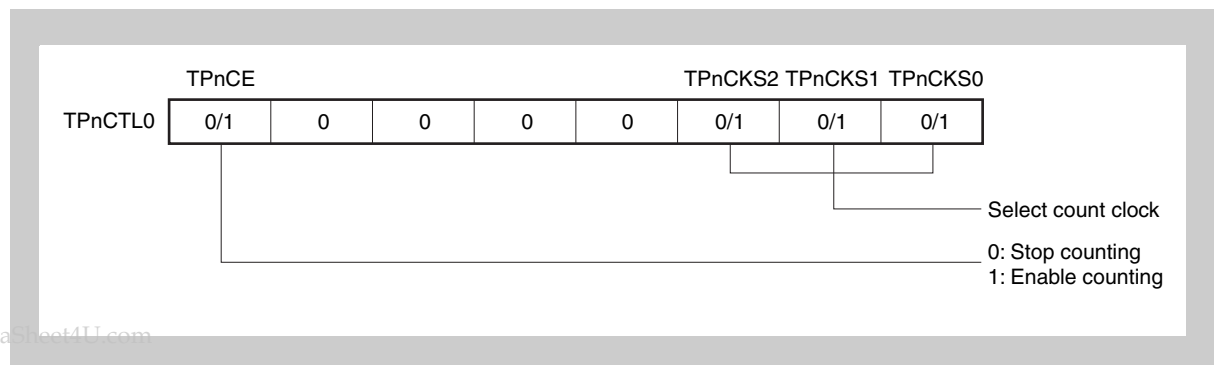 TPnCE TPnCKS2 TPnCKS1 TPnCKS0
TPnCTL0 0/1 0 0 0 0 0/1 0/1 0/1
Select count clock
0: Stop counting
1: Enable counting
aSheet4U.com